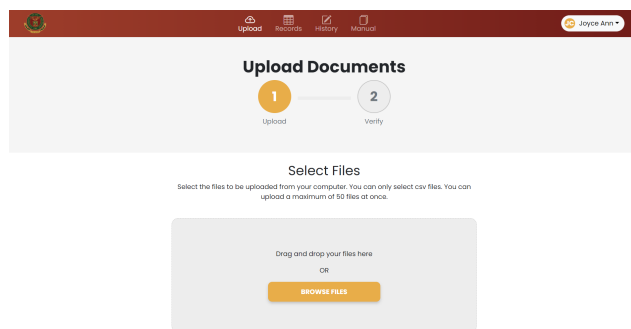 Upload Records History Manual
JC Joyce Ann
Upload Documents
1 2
Upload Verify
Select Files
Select the files to be uploaded from your computer. You can only select csv files. You can
upload a maximum of 50 files at once.
Drag and drop your files here
OR
BROWSE FILES